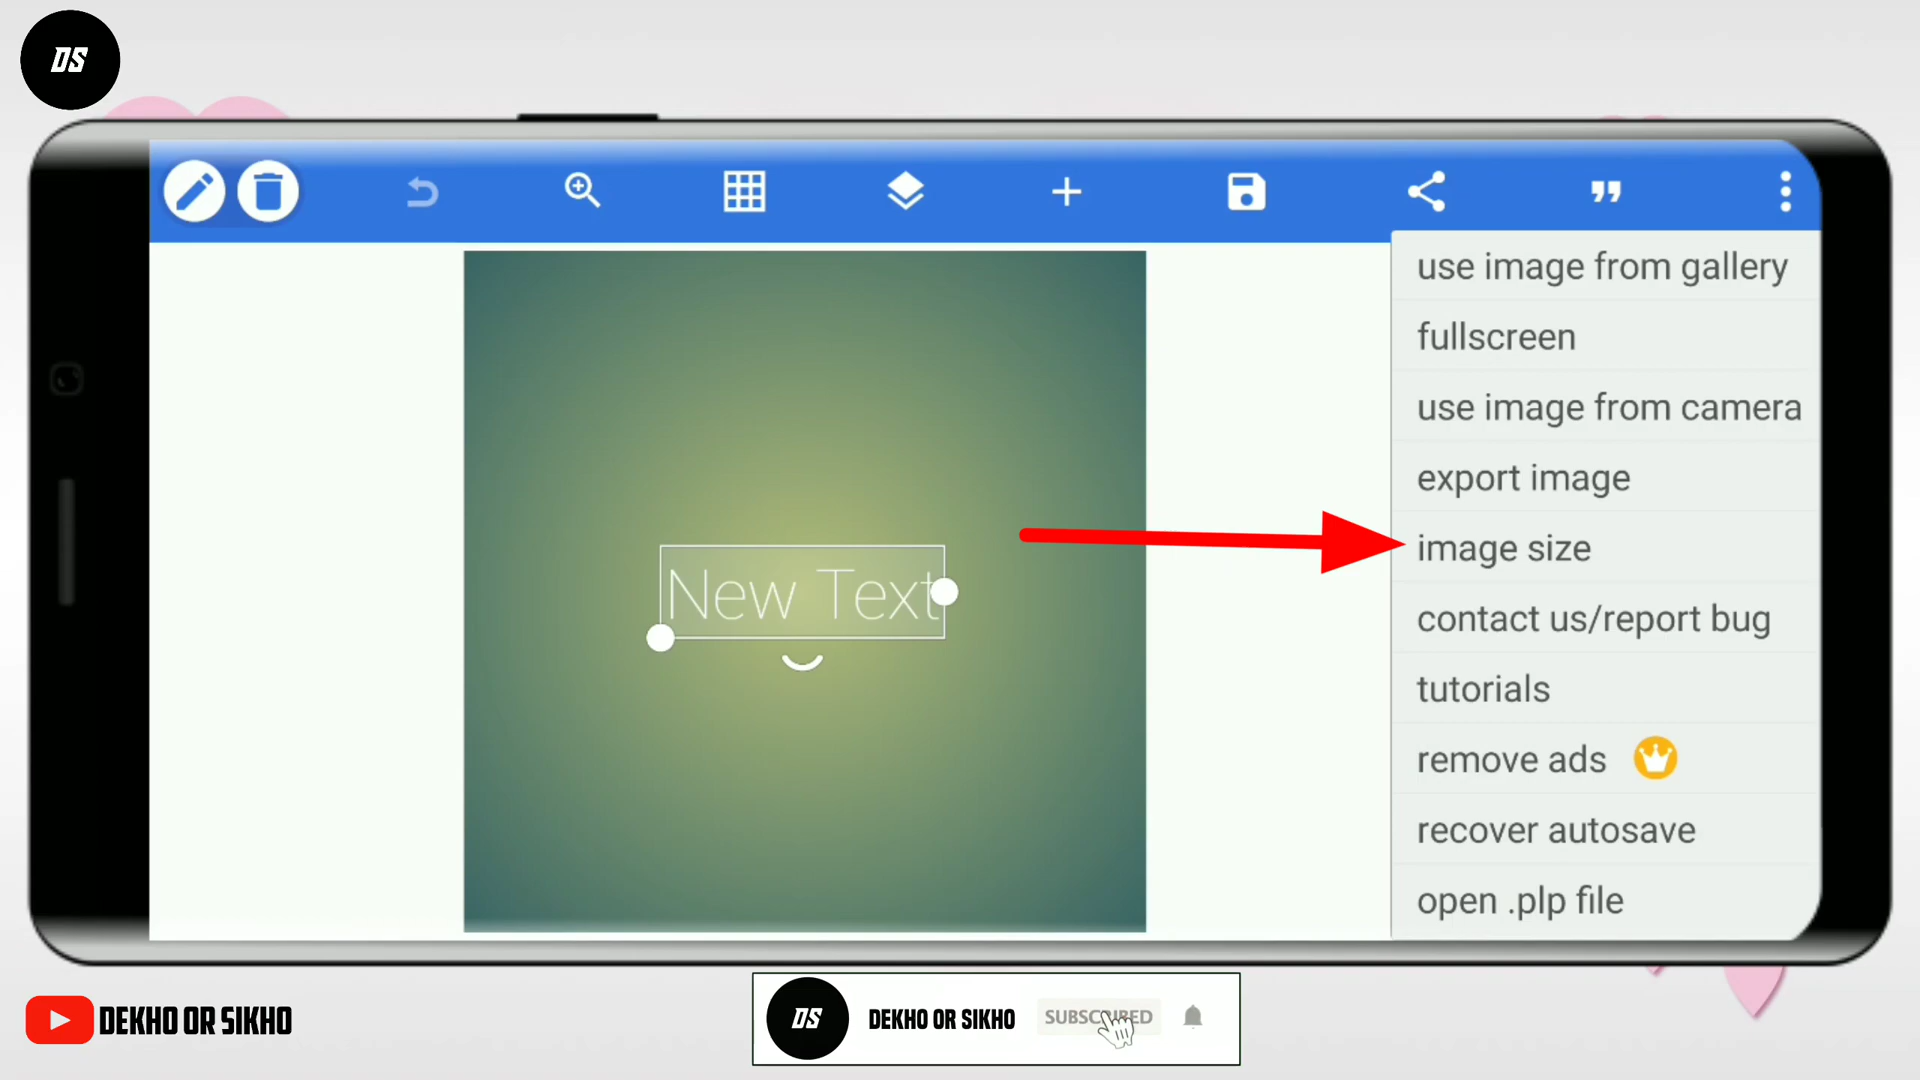 DS
use image from gallery
fullscreen
use image from camera
export image
image size
contact us/report bug
tutorials
remove ads
recover autosave
open .plp file
New Text
DEKHO OR SIKHO
DS
DEKHO OR SIKHO
SUBSCRIBED